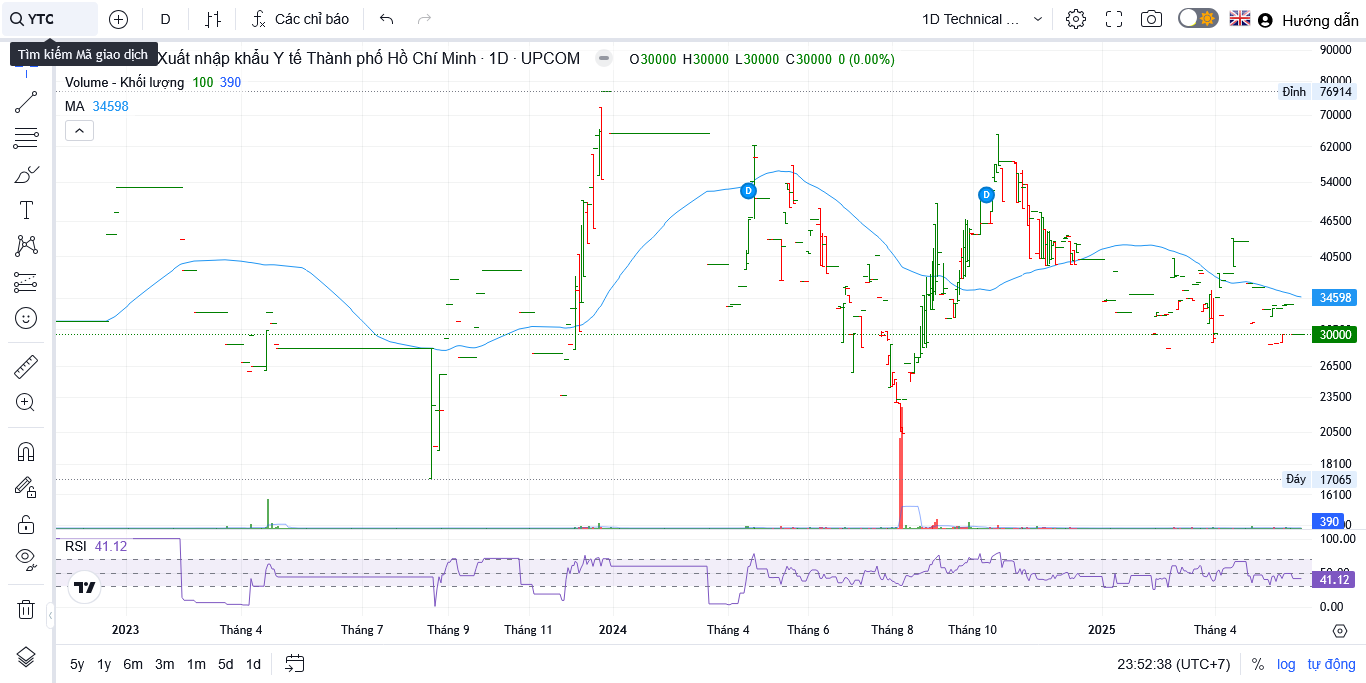 YTC
D
Các chỉ báo
1D Technical ...
Hướng dẫn
Tìm kiếm Mã giao dịch
Xuất nhập khẩu Y tế Thành phố Hồ Chí Minh · 1D · UPCOM
O30000 H30000 L30000 C30000 0 (0.00%)
Volume - Khối lượng 100 390
MA 34598
90000
80000
Đỉnh 76914
70000
62000
54000
46500
40500
34598
30000
26500
23500
20500
18100
Đáy 17065
16100
390
D
D
RSI 41.12
100.00
41.12
0.00
2023
Tháng 4
Tháng 7
Tháng 9
Tháng 11
2024
Tháng 4
Tháng 6
Tháng 8
Tháng 10
2025
Tháng 4
5y 1y 6m 3m 1m 5d 1d
23:52:38 (UTC+7)
% log tự động